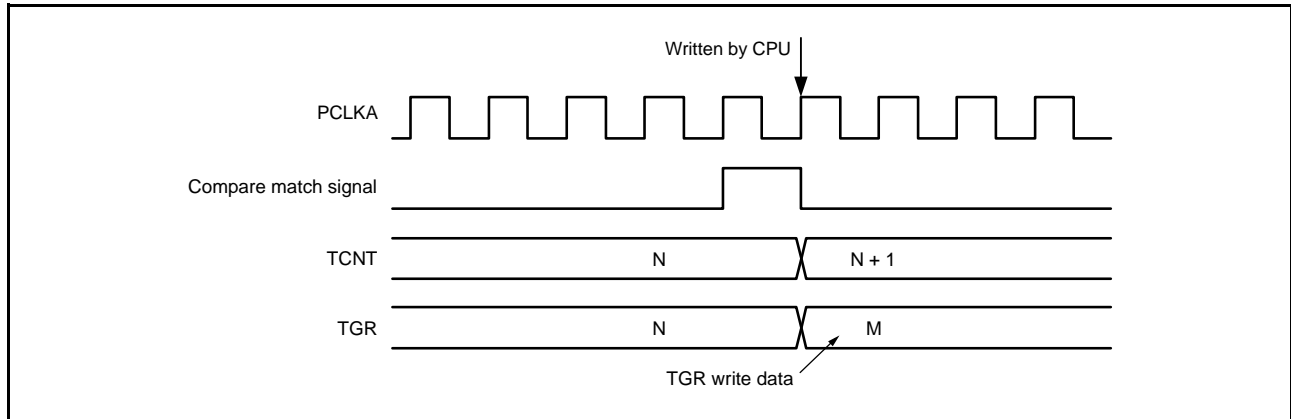 Written by CPU
PCLKA
Compare match signal
TCNT
N
N + 1
TGR
N
M
TGR write data